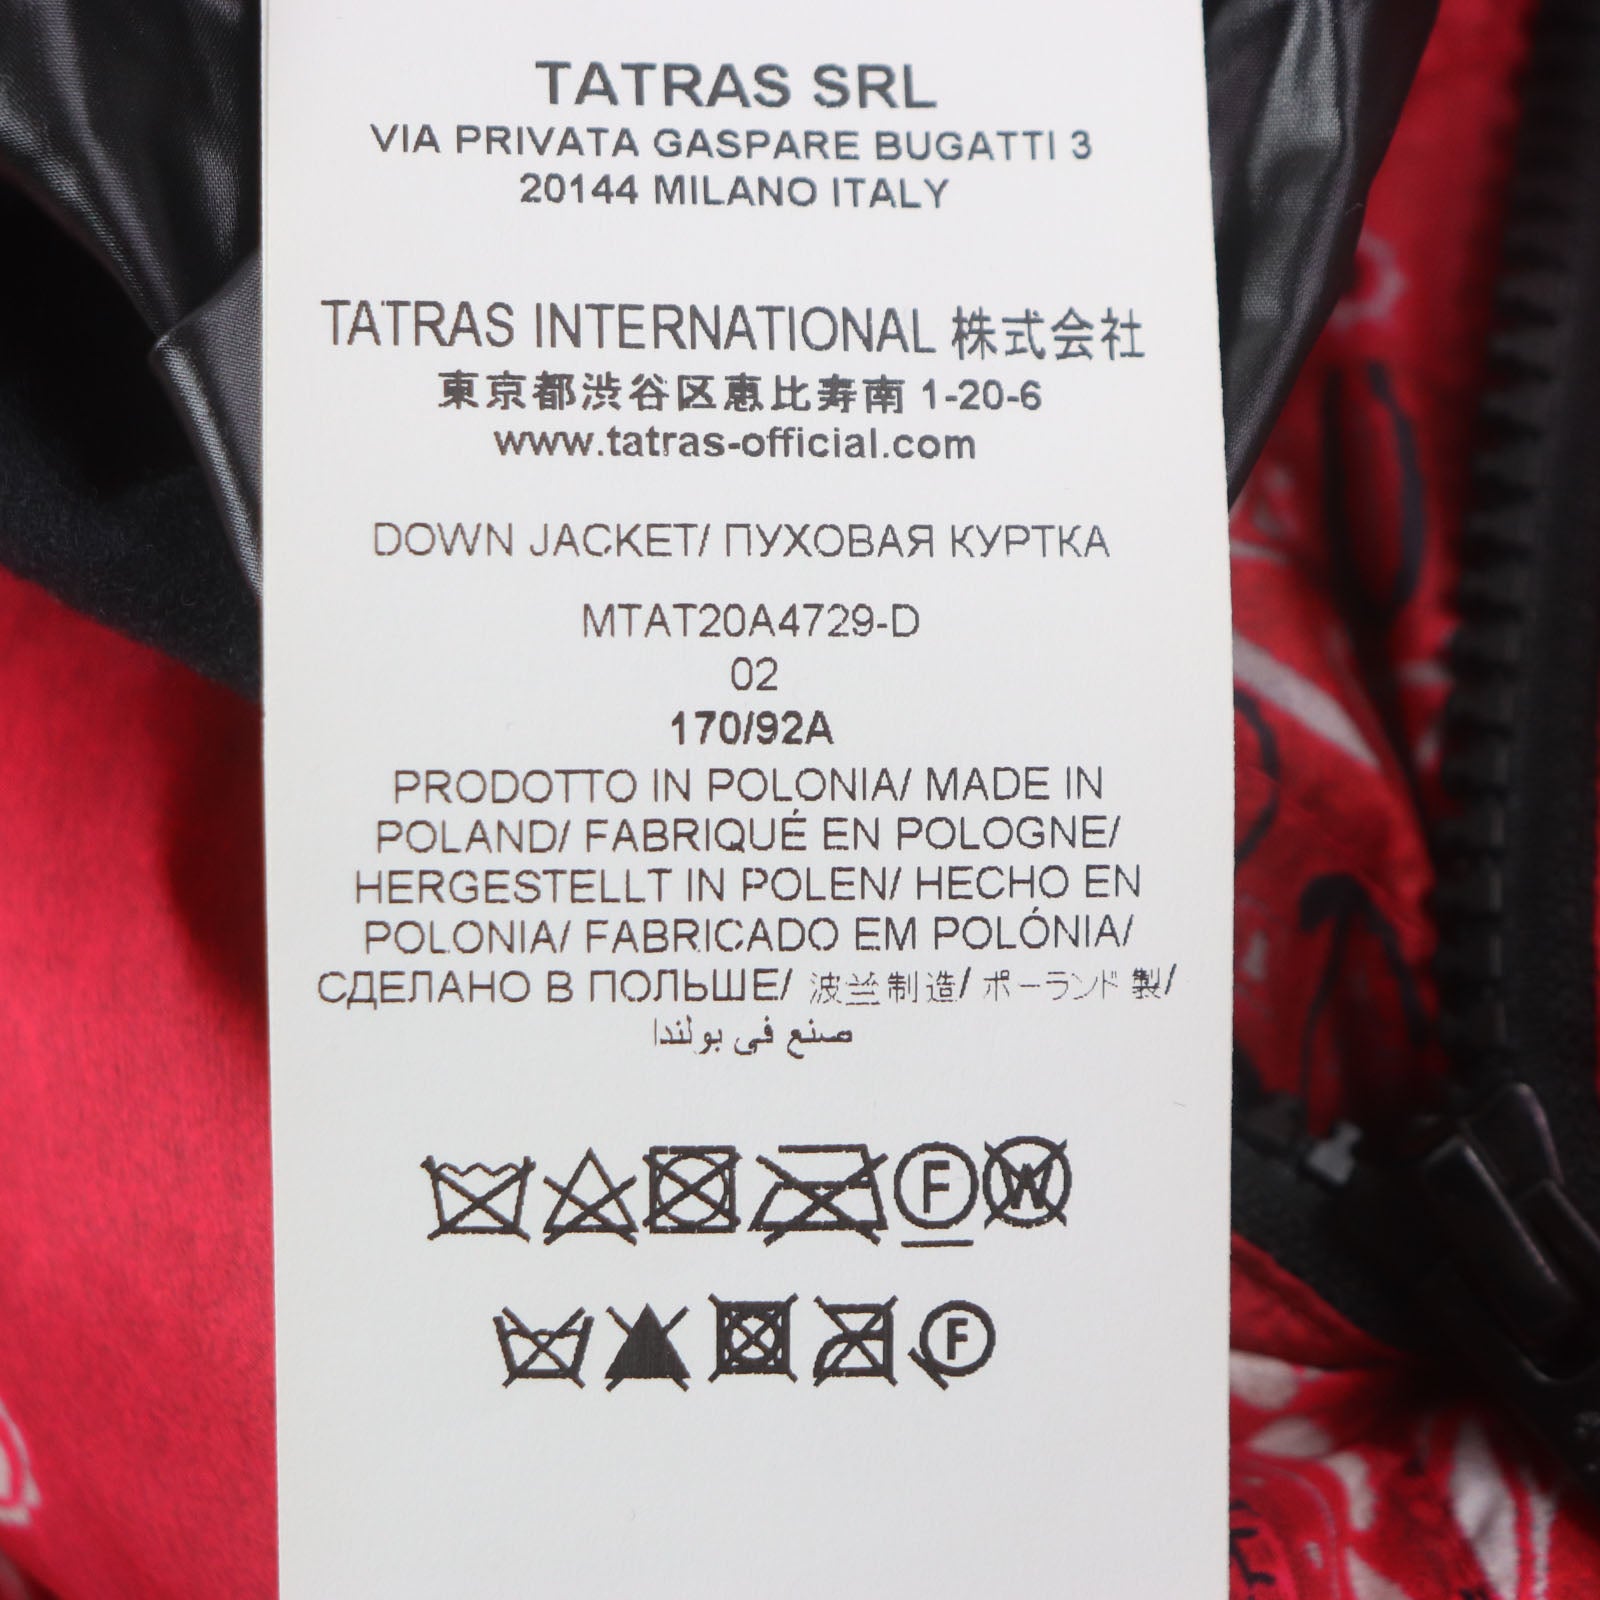 TATRAS SRL
VIA PRIVATA GASPARE BUGATTI 3
20144 MILANO ITALY
TATRAS INTERNATIONAL 株式会社
東京都渋谷区恵比寿南 1-20-6
www.tatras-official.com
DOWN JACKET/ ПУХОВАЯ КУРТКА
MTAT20A4729-D
02
170/92A
PRODOTTO IN POLONIA/ MADE IN
POLAND/ FABRIQUÉ EN POLOGNE/
HERGESTELLT IN POLEN/ HECHO EN
POLONIA/ FABRICADO EM POLÓNIA/
СДЕЛАНО В ПОЛЬШЕ/ 波兰制造/ ポーランド 製/
صنع في بولندا
F W
F